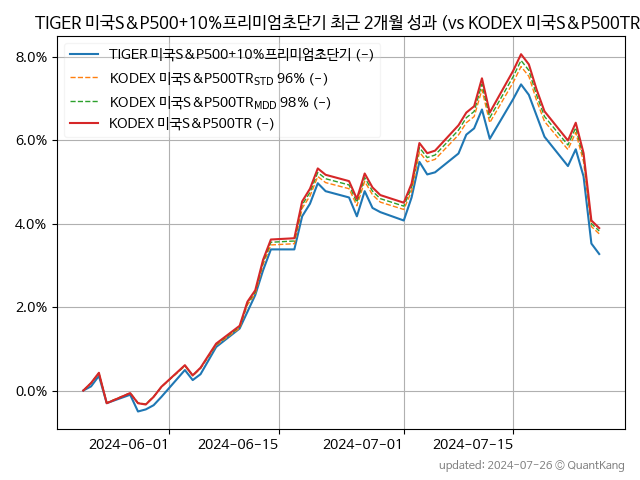 TIGER 미국S&P500+10%프리미엄초단기 최근 2개월 성과 (vs KODEX 미국S&P500TR
TIGER 미국S&P500+10%프리미엄초단기 (-)
KODEX 미국S&P500TRSTD 96% (-)
KODEX 미국S&P500TRMDD 98% (-)
KODEX 미국S&P500TR (-)
8.0%
6.0%
4.0%
2.0%
0.0%
2024-06-01 2024-06-15 2024-07-01 2024-07-15
updated: 2024-07-26 © QuantKang